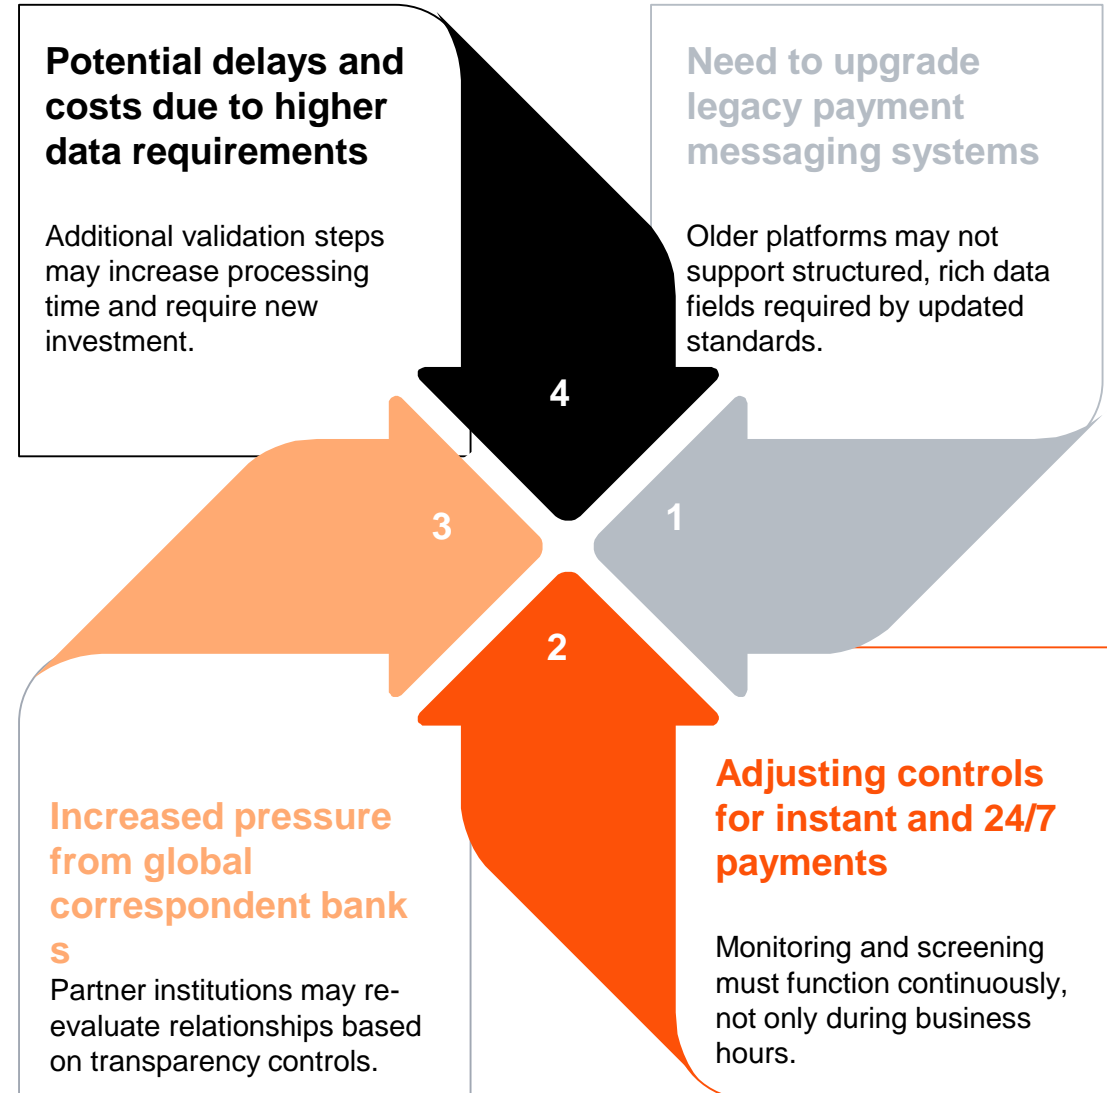 Potential delays and
costs due to higher
data requirements
Additional validation steps
may increase processing
time and require new
investment.
Need to upgrade
legacy payment
messaging systems
Older platforms may not
support structured, rich data
fields required by updated
standards.
4
3
1
2
Increased pressure
from global
correspondent bank
s
Partner institutions may re-
evaluate relationships based
on transparency controls.
Adjusting controls
for instant and 24/7
payments
Monitoring and screening
must function continuously,
not only during business
hours.